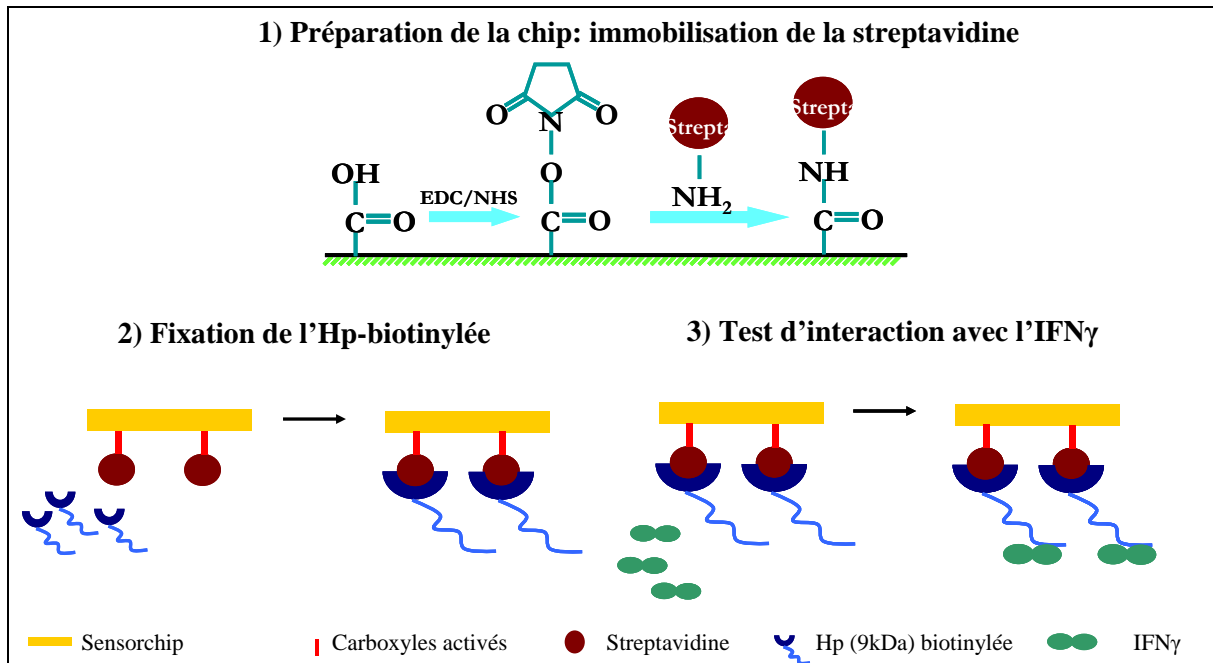 1) Préparation de la chip: immobilisation de la streptavidine
O N O
Strepta
Strepta
OH
O
NH
EDC/NHS
NH2
C O
C O
C O
2) Fixation de l'Hp-biotinylée
3) Test d'interaction avec l'IFNγ
Sensorchip
Carboxyles activés
Streptavidine
Hp (9kDa) biotinylée
IFNγ